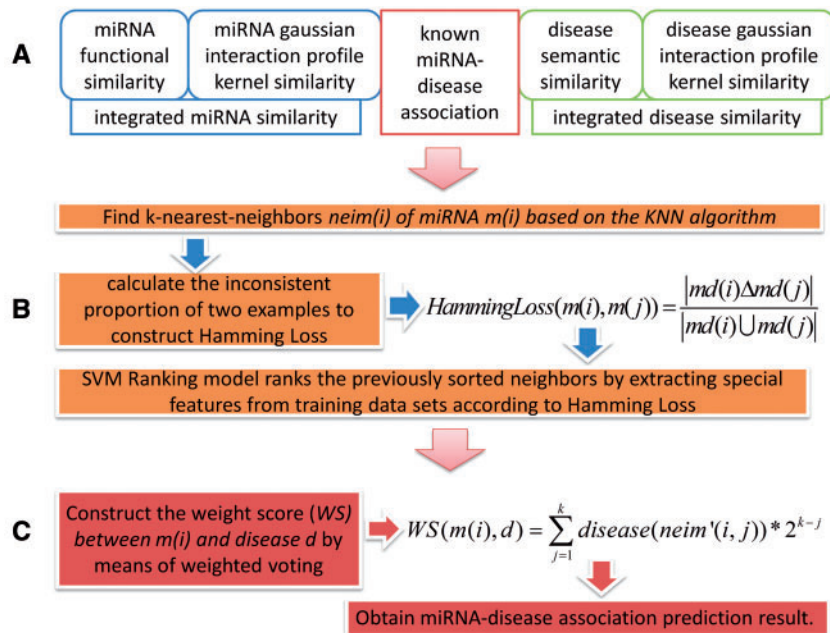 A
miRNA
functional
similarity
miRNA gaussian
interaction profile
kernel similarity
integrated miRNA similarity
known
miRNA-
disease
association
disease
semantic
similarity
disease gaussian
interaction profile
kernel similarity
integrated disease similarity
Find k-nearest-neighbors neim(i) of miRNA m(i) based on the KNN algorithm
B
calculate the inconsistent
proportion of two examples to
construct Hamming Loss
HammingLoss(m(i),m(j)) = |md(i)Δmd(j)| / |md(i)⋃md(j)|
SVM Ranking model ranks the previously sorted neighbors by extracting special
features from training data sets according to Hamming Loss
C
Construct the weight score (WS)
between m(i) and disease d by
means of weighted voting
WS(m(i),d) = ∑_{j=1}^{k} disease(neim'(i,j)) * 2^{k-j}
Obtain miRNA-disease association prediction result.